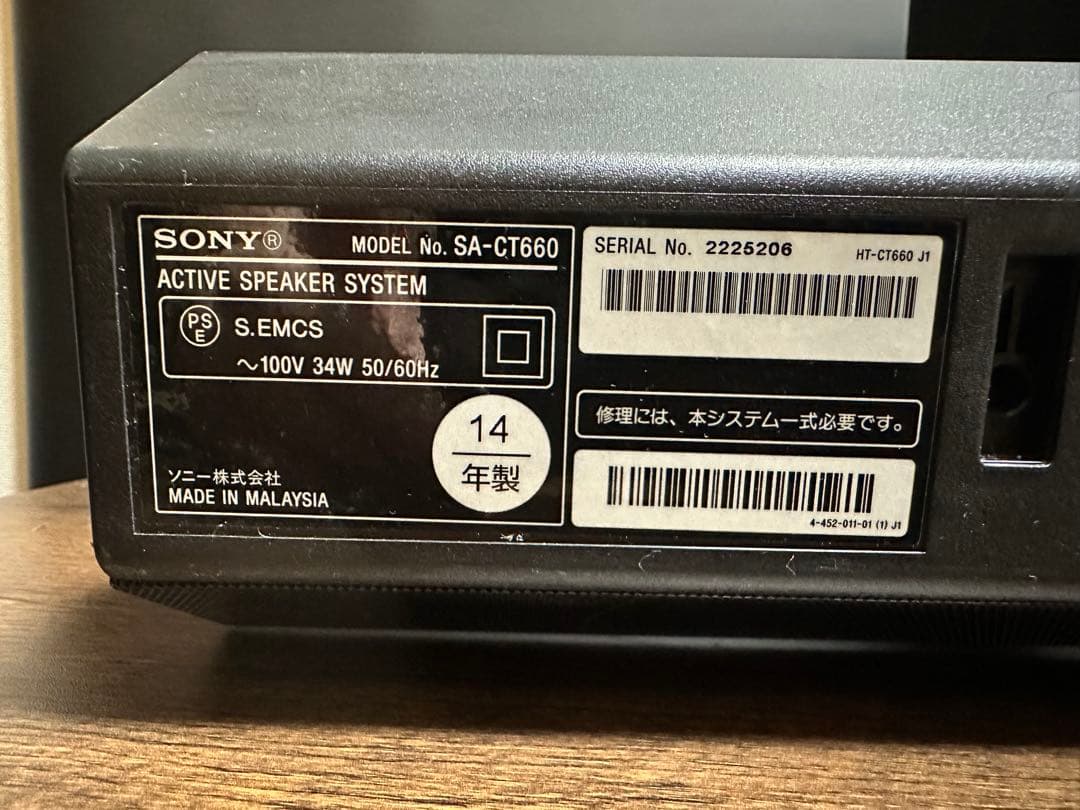 SONY® MODEL No. SA-CT660
ACTIVE SPEAKER SYSTEM
PS
E
S.EMCS
～100V 34W 50/60Hz
14
年製
ソニー株式会社
MADE IN MALAYSIA
SERIAL No. 2225206 HT-CT660 J1
修理には、本システム一式必要です。
4-452-011-01 (1) J1